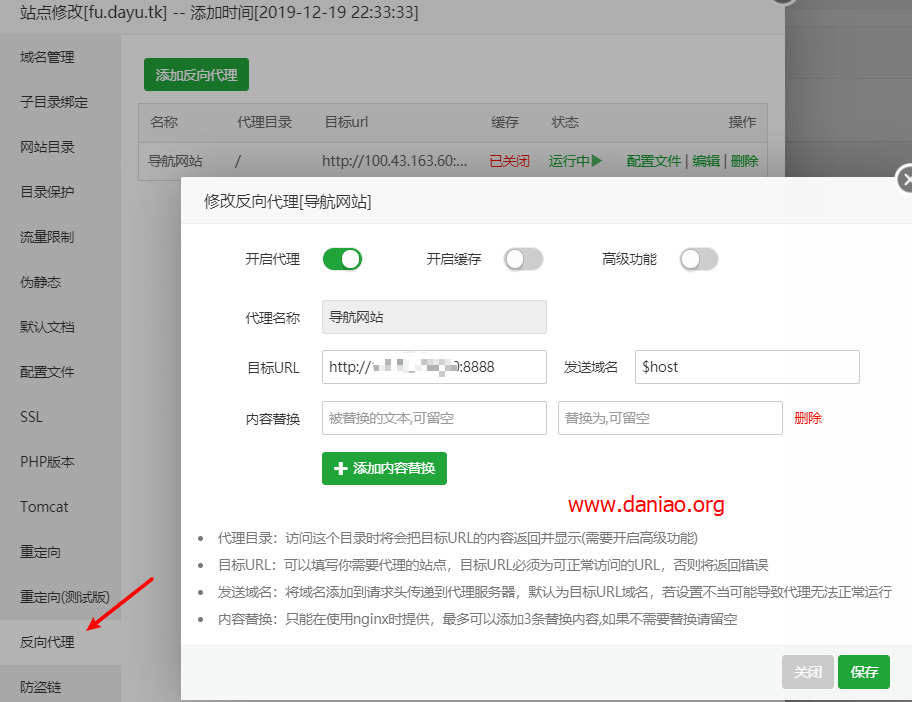 站点修改[fu.dayu.tk] -- 添加时间[2019-12-19 22:33:33]
域名管理
子目录绑定
网站目录
目录保护
流量限制
伪静态
默认文档
配置文件
SSL
PHP版本
Tomcat
重定向
重定向(测试版)
反向代理
防盗链
添加反向代理
名称 代理目录 目标url 缓存 状态 操作
导航网站 / http://100.43.163.60:... 已关闭 运行中 配置文件 | 编辑 | 删除
修改反向代理[导航网站]
开启代理 开启缓存 高级功能
代理名称 导航网站
目标URL http:// :8888 发送域名 $host
内容替换 被替换的文本,可留空 替换为,可留空 删除
添加内容替换
www.daniao.org
代理目录：访问这个目录时将会把目标URL的内容返回并显示(需要开启高级功能)
目标URL：可以填写你需要代理的站点，目标URL必须为可正常访问的URL，否则将返回错误
发送域名：将域名添加到请求头传递到代理服务器，默认为目标URL域名，若设置不当可能导致代理无法正常运行
内容替换：只能在使用nginx时提供，最多可以添加3条替换内容,如果不需要替换请留空
关闭 保存